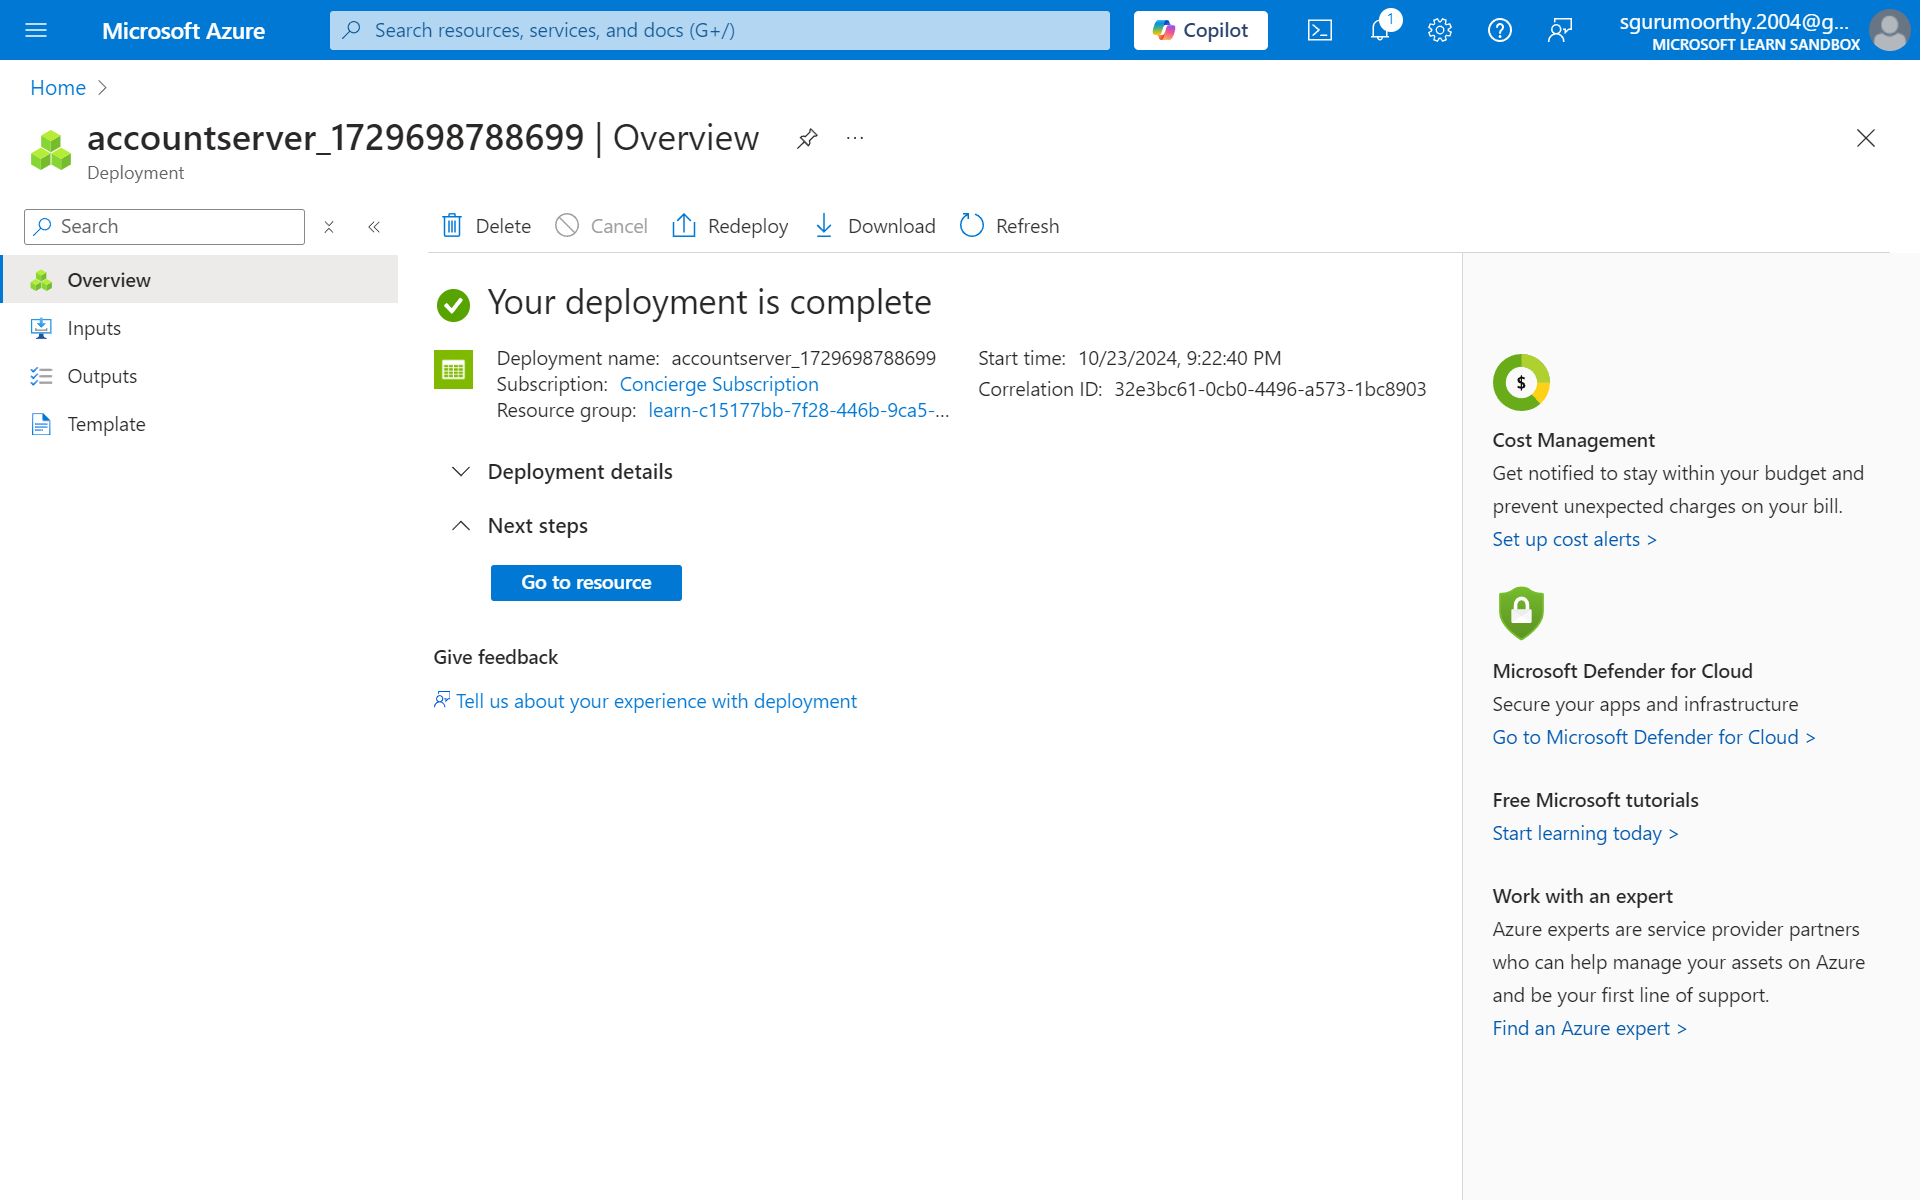 Microsoft Azure
Search resources, services, and docs (G+/)
Copilot
1
sgurumoorthy.2004@g...
MICROSOFT LEARN SANDBOX
Home
accountserver_1729698788699 | Overview
...
Deployment
Search
Delete
Cancel
Redeploy
Download
Refresh
Overview
Inputs
Outputs
Template
Your deployment is complete
Deployment name: accountserver_1729698788699
Subscription: Concierge Subscription
Resource group: learn-c15177bb-7f28-446b-9ca5-...
Start time: 10/23/2024, 9:22:40 PM
Correlation ID: 32e3bc61-0cb0-4496-a573-1bc8903
Deployment details
Next steps
Go to resource
Give feedback
Tell us about your experience with deployment
$
Cost Management
Get notified to stay within your budget and
prevent unexpected charges on your bill.
Set up cost alerts >
Microsoft Defender for Cloud
Secure your apps and infrastructure
Go to Microsoft Defender for Cloud >
Free Microsoft tutorials
Start learning today >
Work with an expert
Azure experts are service provider partners
who can help manage your assets on Azure
and be your first line of support.
Find an Azure expert >